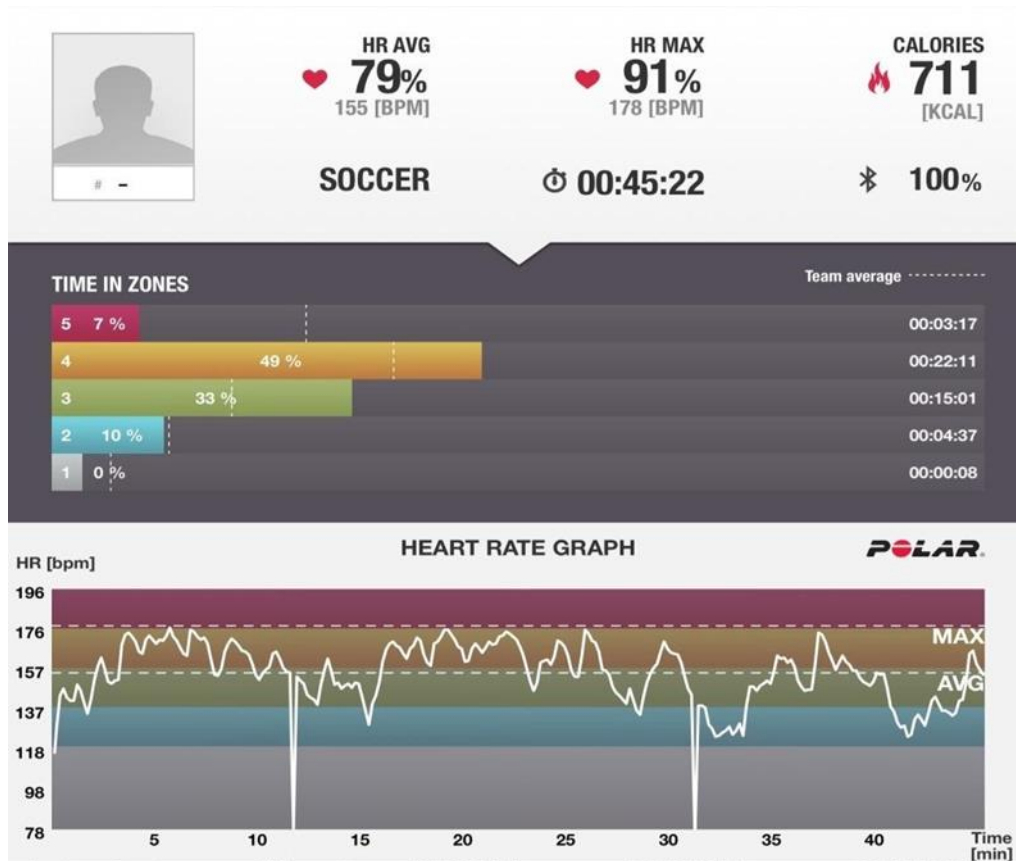 HR AVG
79%
155 [BPM]
HR MAX
91%
178 [BPM]
CALORIES
711
[KCAL]
# -
SOCCER
00:45:22
100%
TIME IN ZONES
Team average
5 7 % 00:03:17
4 49 % 00:22:11
3 33 % 00:15:01
2 10 % 00:04:37
1 0 % 00:00:08
HEART RATE GRAPH
POLAR
HR [bpm]
196
176
157
137
118
98
78
MAX
AVG
5 10 15 20 25 30 35 40 Time
[min]